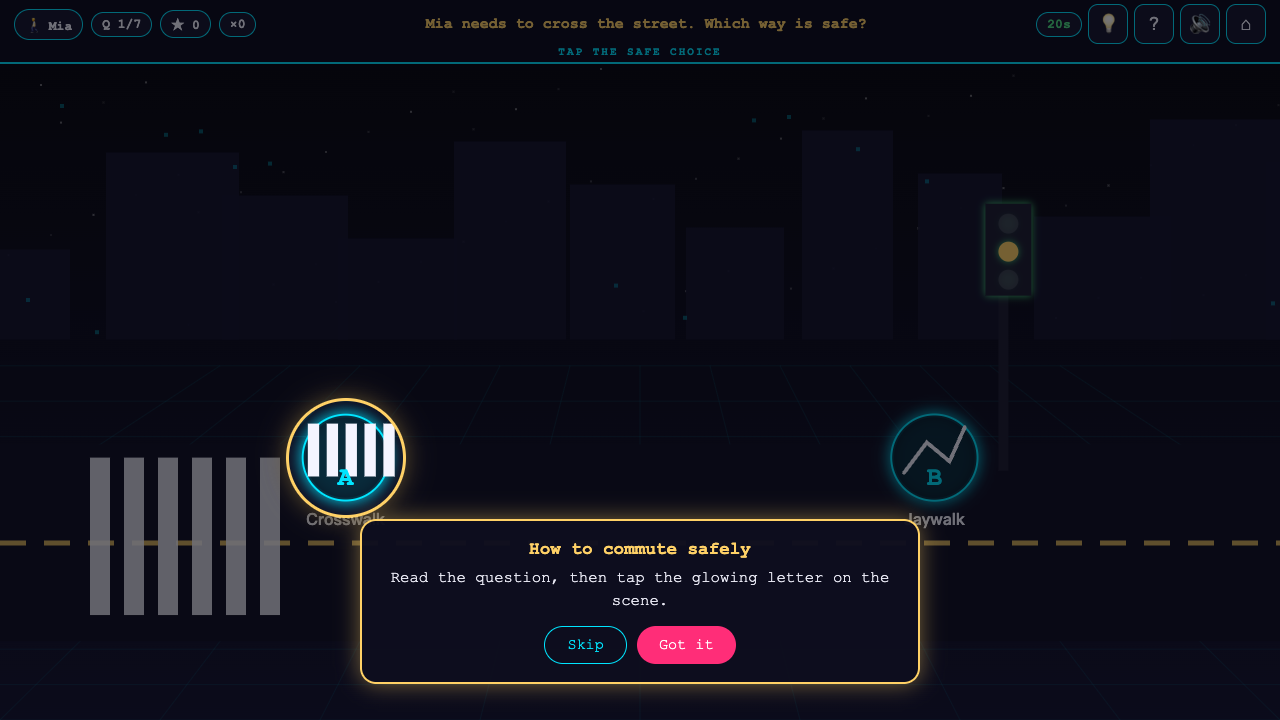 Mia
Q 1/7
★ 0
×0
Mia needs to cross the street. Which way is safe?
TAP THE SAFE CHOICE
20s
?
A
B
Crosswalk
Jaywalk
How to commute safely
Read the question, then tap the glowing letter on the
scene.
Skip
Got it